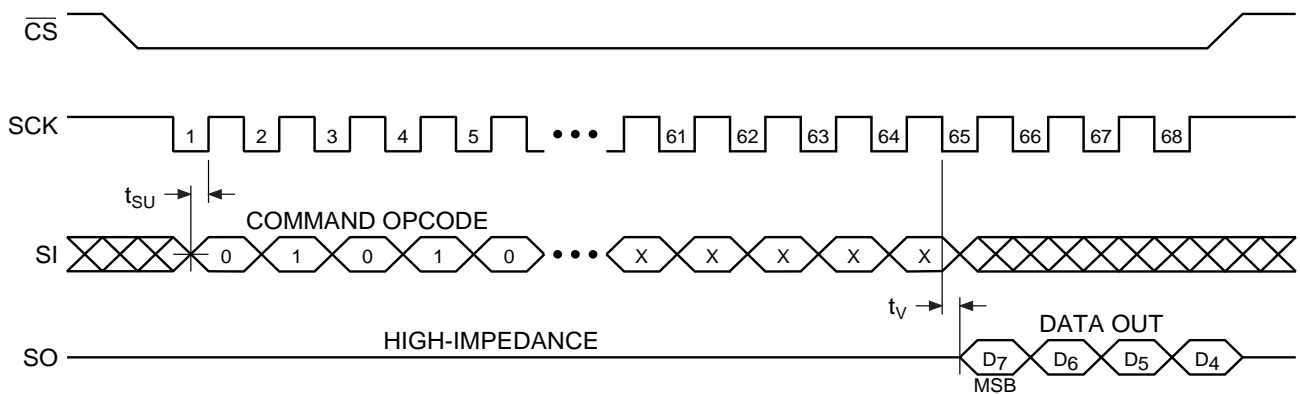 CS
SCK 1 2 3 4 5 ••• 61 62 63 64 65 66 67 68
tSU
COMMAND OPCODE
SI 0 1 0 1 0 ••• X X X X X
tV
HIGH-IMPEDANCE
DATA OUT
SO D7 D6 D5 D4
MSB